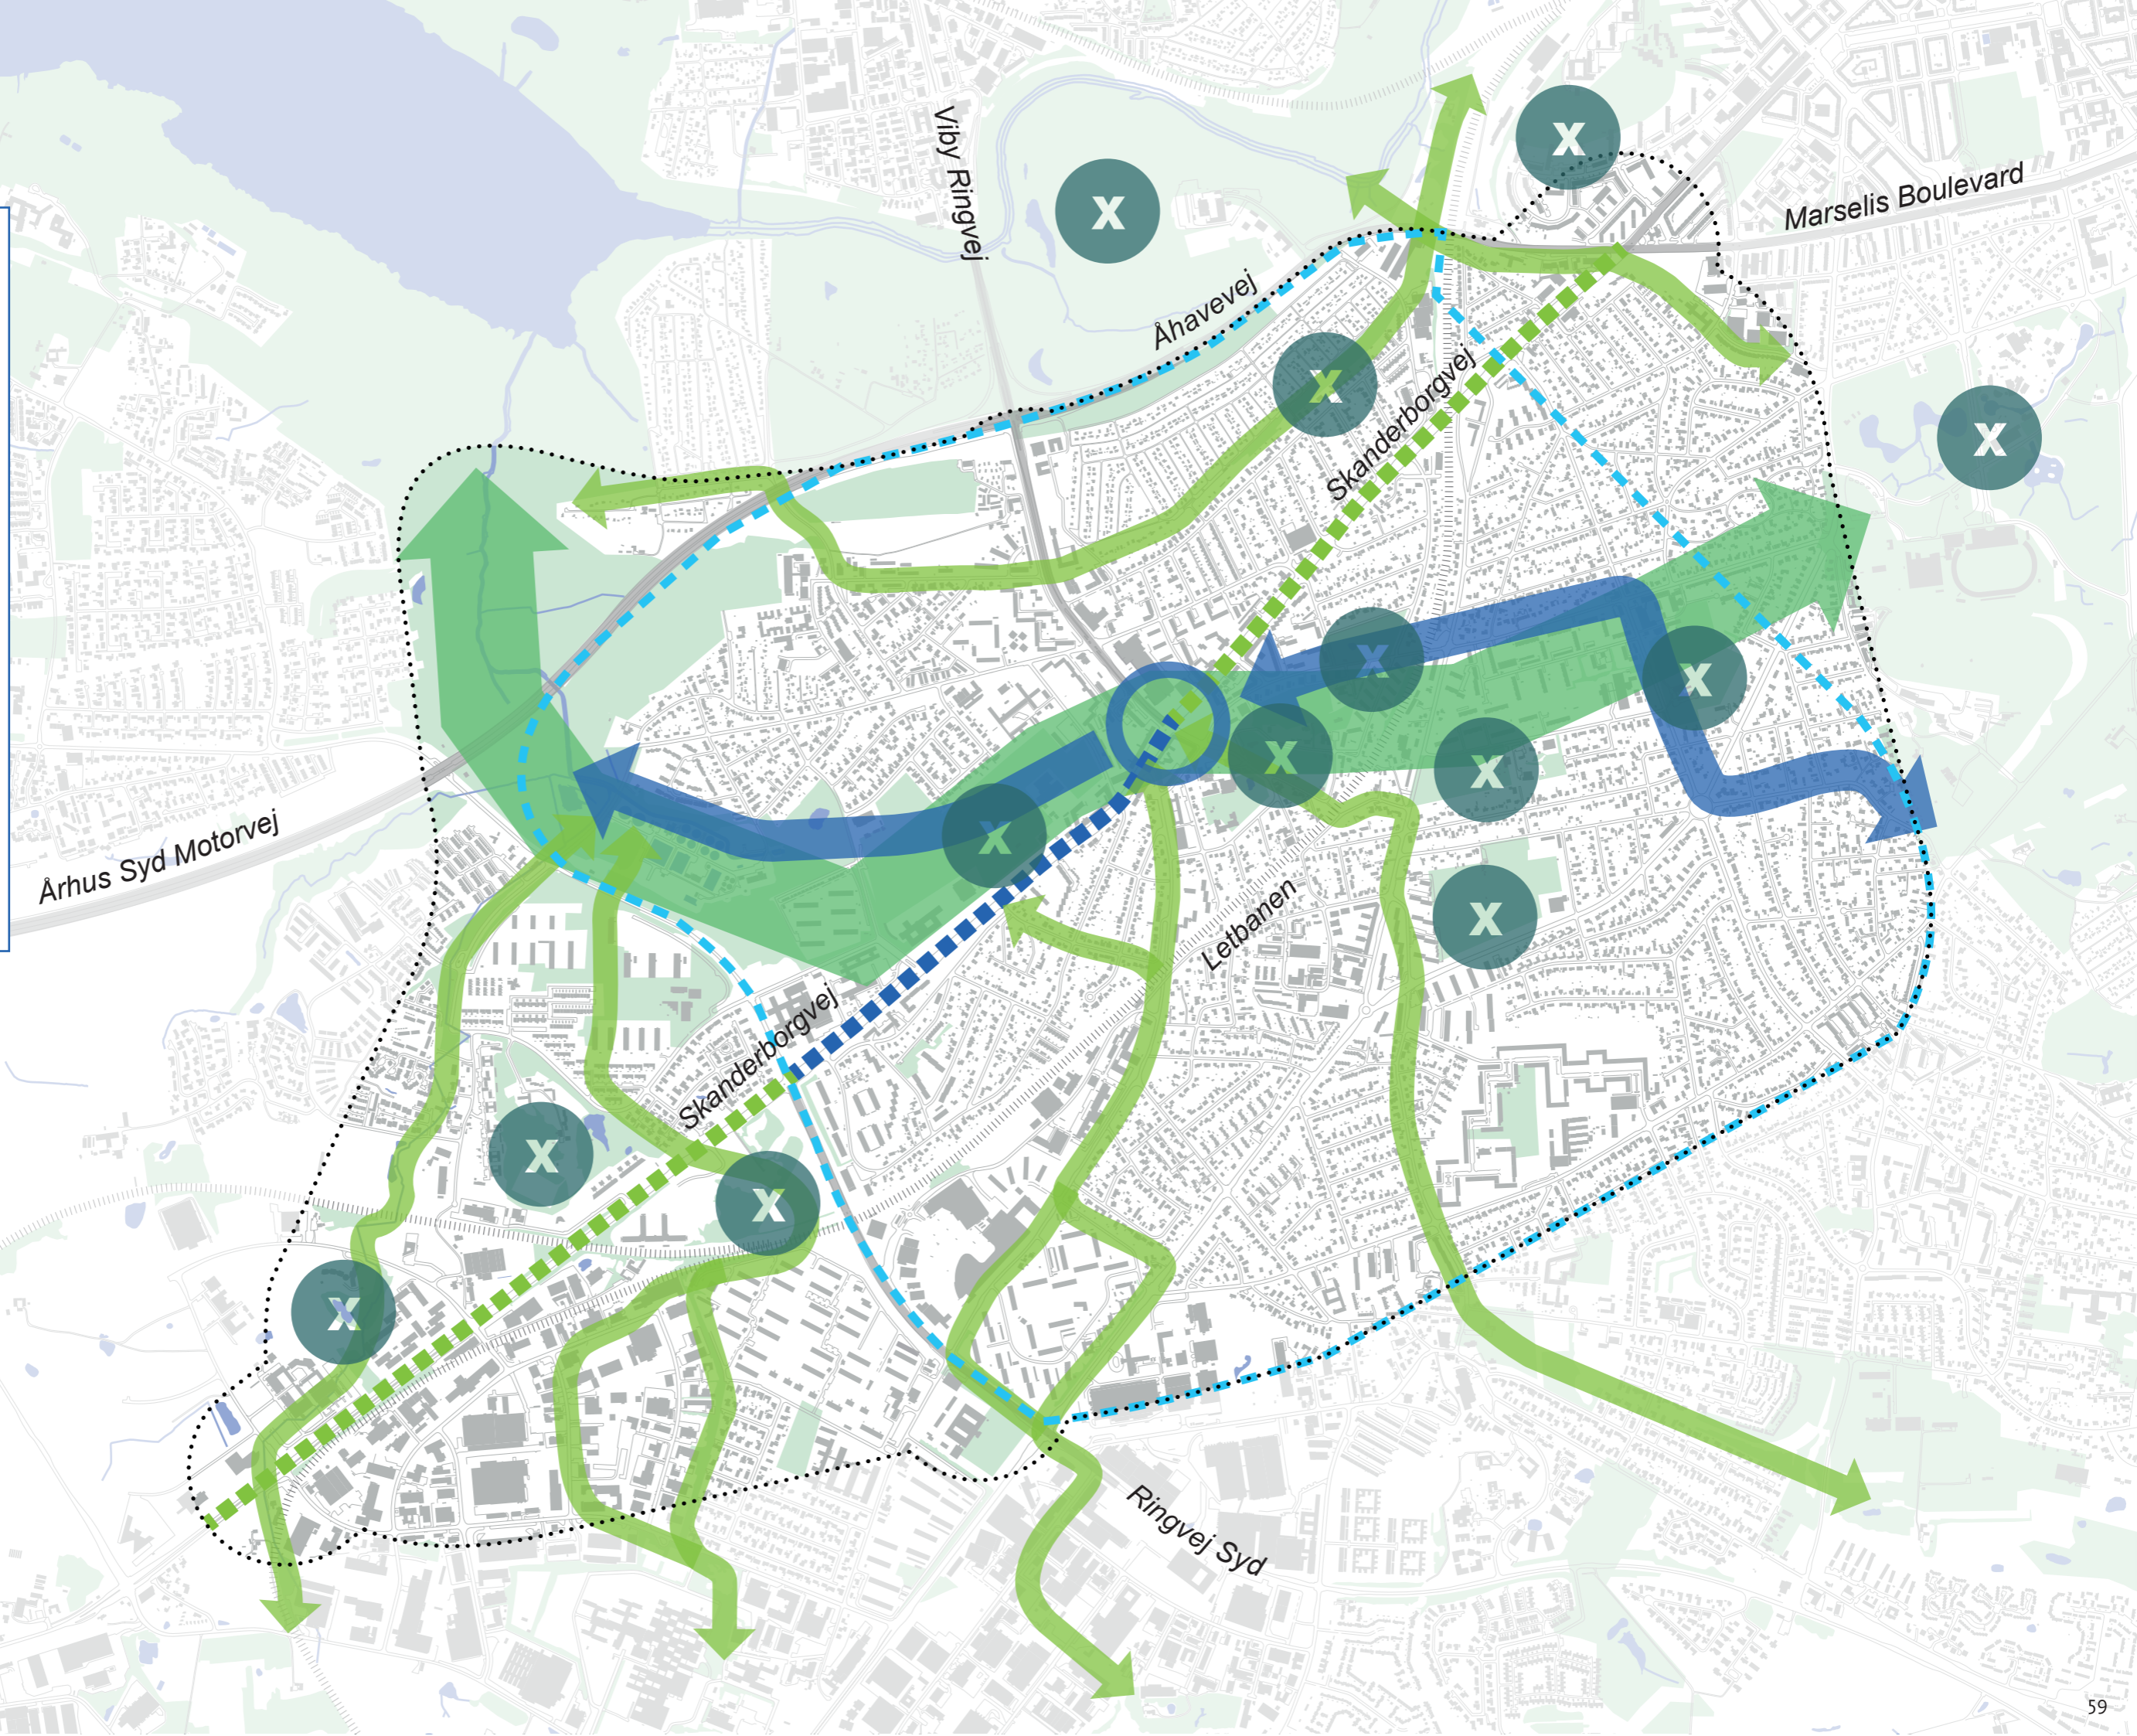 X
Viby Ringvej
Marselis Boulevard
X
Åhavevej
X
Skanderborgvej
X
X
X
X
X
X
Århus Syd Motorvej
Letbanen
X
Skanderborgvej
X
X
X
Ringvej Syd
59